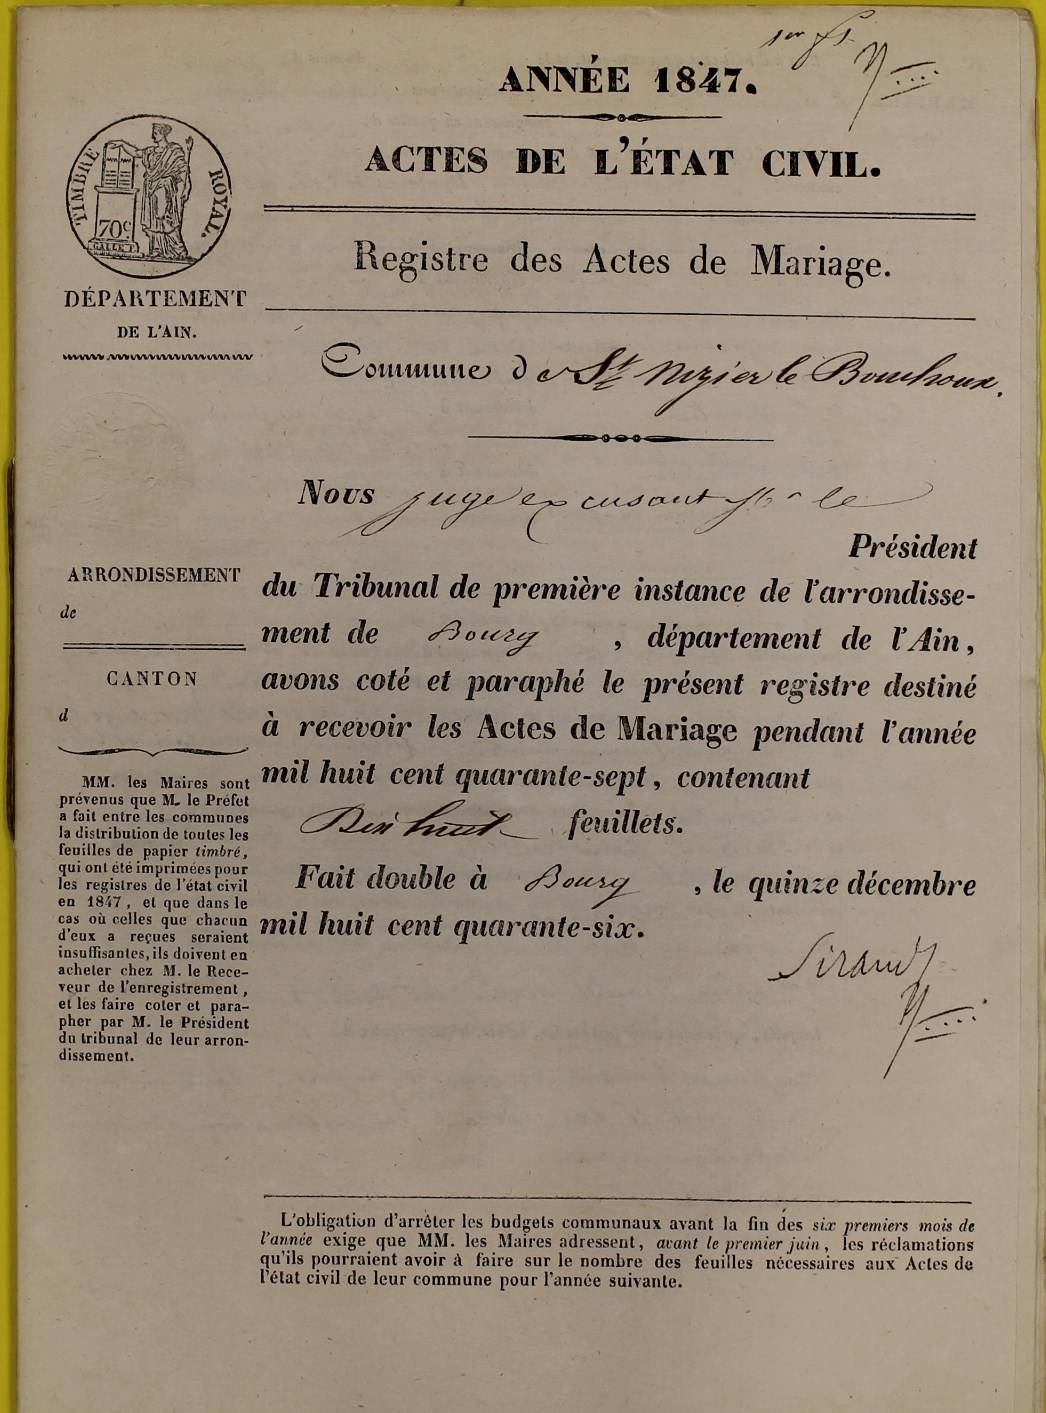 1er ft.
ANNÉE 1847.
ACTES DE L'ÉTAT CIVIL.
TIMBRE ROYAL.
70c
Registre des Actes de Mariage.
DÉPARTEMENT
DE L'AIN.
Commune de St Nizier le Bouchoux.
Nous juge excusant Mr le
Président
du Tribunal de première instance de l'arrondisse-
ment de Bourg, département de l'Ain,
avons coté et paraphé le présent registre destiné
à recevoir les Actes de Mariage pendant l'année
mil huit cent quarante-sept, contenant
Dix huit feuillets.
Fait double à Bourg, le quinze décembre
mil huit cent quarante-six.
Sirand
ARRONDISSEMENT
de
CANTON
d
MM. les Maires sont
prévenus que M. le Préfet
a fait entre les communes
la distribution de toutes les
feuilles de papier timbré,
qui ont été imprimées pour
les registres de l'état civil
en 1847, et que dans le
cas où celles que chacun
d'eux a reçues seraient
insuffisantes, ils doivent en
acheter chez M. le Rece-
veur de l'enregistrement,
et les faire coter et para-
pher par M. le Président
du tribunal de leur arron-
dissement.
L'obligation d'arrêter les budgets communaux avant la fin des six premiers mois de
l'année exige que MM. les Maires adressent, avant le premier juin, les réclamations
qu'ils pourraient avoir à faire sur le nombre des feuilles nécessaires aux Actes de
l'état civil de leur commune pour l'année suivante.